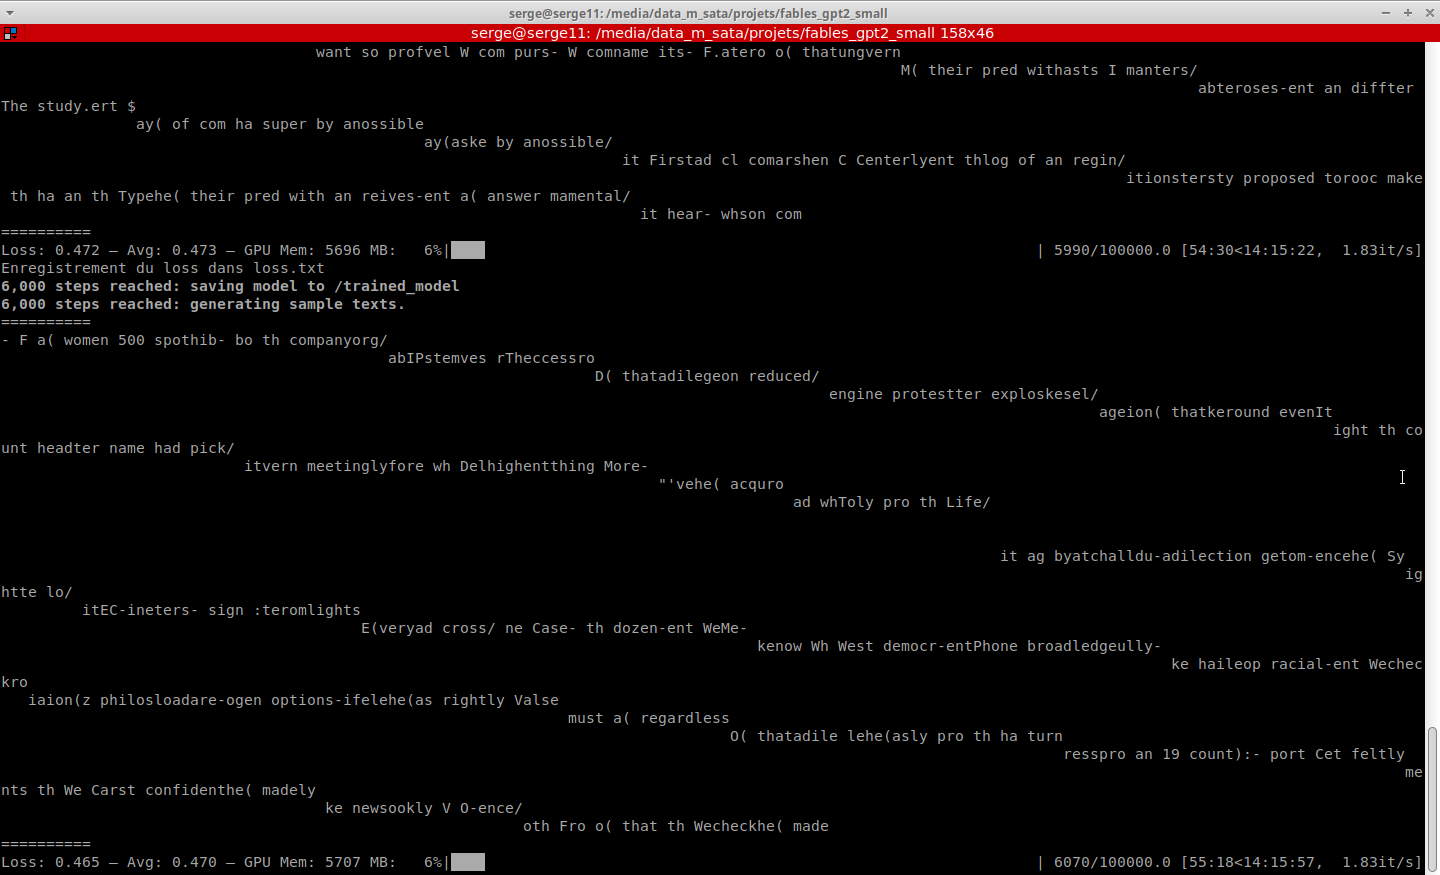 serge@serge11: /media/data_m_sata/projets/fables_gpt2_small
serge@serge11: /media/data_m_sata/projets/fables_gpt2_small 158x46
want so profvel W com purs- W comname its- F.atero o( thatungvern
M( their pred withasts I manters/
abteroses-ent an diffter
The study.ert $
ay( of com ha super by anossible
ay(aske by anossible/
it Firstad cl comarshen C Centerlyent thlog of an regin/
itionstersty proposed torooc make
th ha an th Typehe( their pred with an reives-ent a( answer mamental/
it hear- whson com
==========
Loss: 0.472 — Avg: 0.473 — GPU Mem: 5696 MB:   6%|    | 5990/100000.0 [54:30<14:15:22,  1.83it/s]
Enregistrement du loss dans loss.txt
6,000 steps reached: saving model to /trained_model
6,000 steps reached: generating sample texts.
==========
- F a( women 500 spothib- bo th companyorg/
abIPstemves rTheccessro
D( thatadilegeon reduced/
engine protestter exploskesel/
ageion( thatkeround evenIt
ight th co
unt headter name had pick/
itvern meetinglyfore wh Delhighentthing More-
"'vehe( acquro
ad whToly pro th Life/
it ag byatchalldu-adilection getom-encehe( Sy
ig
htte lo/
itEC-ineters- sign :teromlights
E(veryad cross/ ne Case- th dozen-ent WeMe-
kenow Wh West democr-entPhone broadledgeully-
ke haileop racial-ent Wechec
kro
iaion(z philosloadare-ogen options-ifelehe(as rightly Valse
must a( regardless
O( thatadile lehe(asly pro th ha turn
resspro an 19 count):- port Cet feltly
me
nts th We Carst confidenthe( madely
ke newsookly V O-ence/
oth Fro o( that th Wecheckhe( made
==========
Loss: 0.465 — Avg: 0.470 — GPU Mem: 5707 MB:   6%|    | 6070/100000.0 [55:18<14:15:57,  1.83it/s]